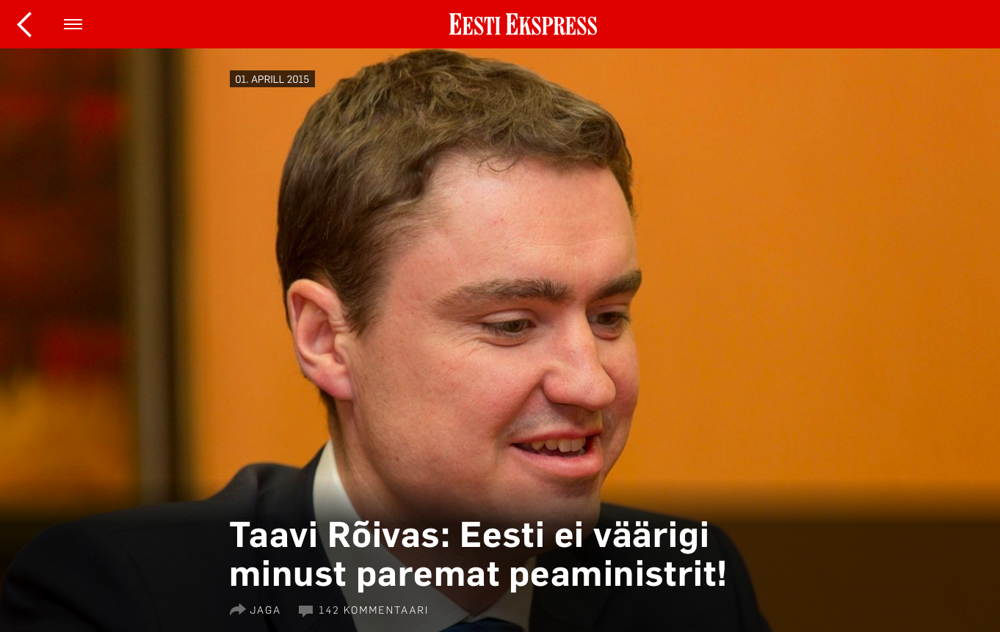 EESTI EKSPRESS
01. APRILL 2015
Taavi Rõivas: Eesti ei väärigi
minust paremat peaministrit!
JAGA 142 KOMMENTAARI